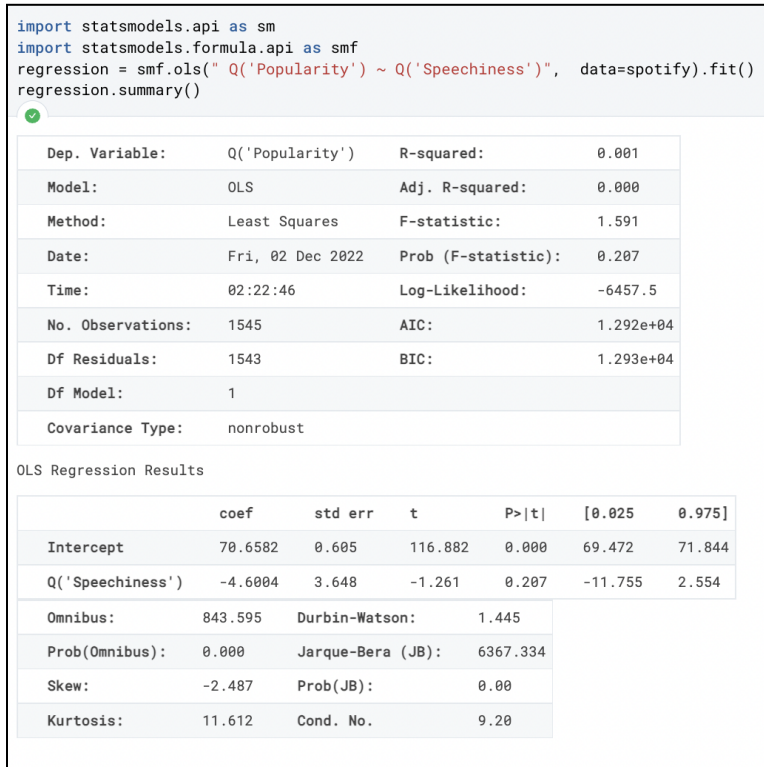 import statsmodels.api as sm
import statsmodels.formula.api as smf
regression = smf.ols(" Q('Popularity') ~ Q('Speechiness')",  data=spotify).fit()
regression.summary()
Dep. Variable: Q('Popularity') R-squared: 0.001
Model: OLS Adj. R-squared: 0.000
Method: Least Squares F-statistic: 1.591
Date: Fri, 02 Dec 2022 Prob (F-statistic): 0.207
Time: 02:22:46 Log-Likelihood: -6457.5
No. Observations: 1545 AIC: 1.292e+04
Df Residuals: 1543 BIC: 1.293e+04
Df Model: 1
Covariance Type: nonrobust
OLS Regression Results
coef std err t P>|t| [0.025 0.975]
Intercept 70.6582 0.605 116.882 0.000 69.472 71.844
Q('Speechiness') -4.6004 3.648 -1.261 0.207 -11.755 2.554
Omnibus: 843.595 Durbin-Watson: 1.445
Prob(Omnibus): 0.000 Jarque-Bera (JB): 6367.334
Skew: -2.487 Prob(JB): 0.00
Kurtosis: 11.612 Cond. No. 9.20